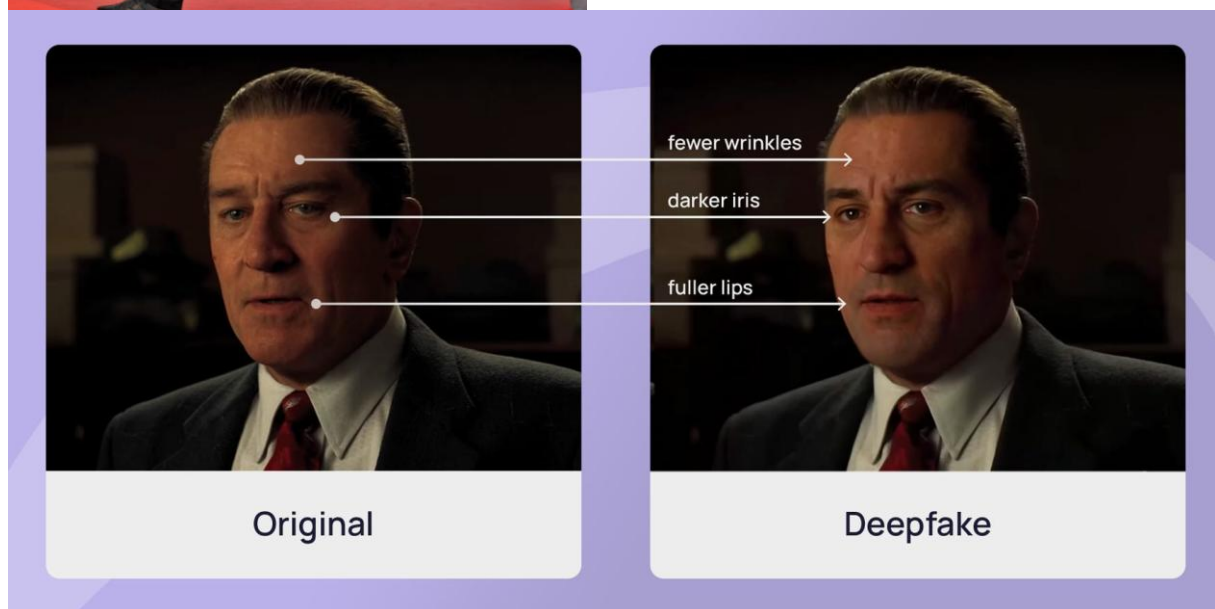 fewer wrinkles
darker iris
fuller lips
Original
Deepfake